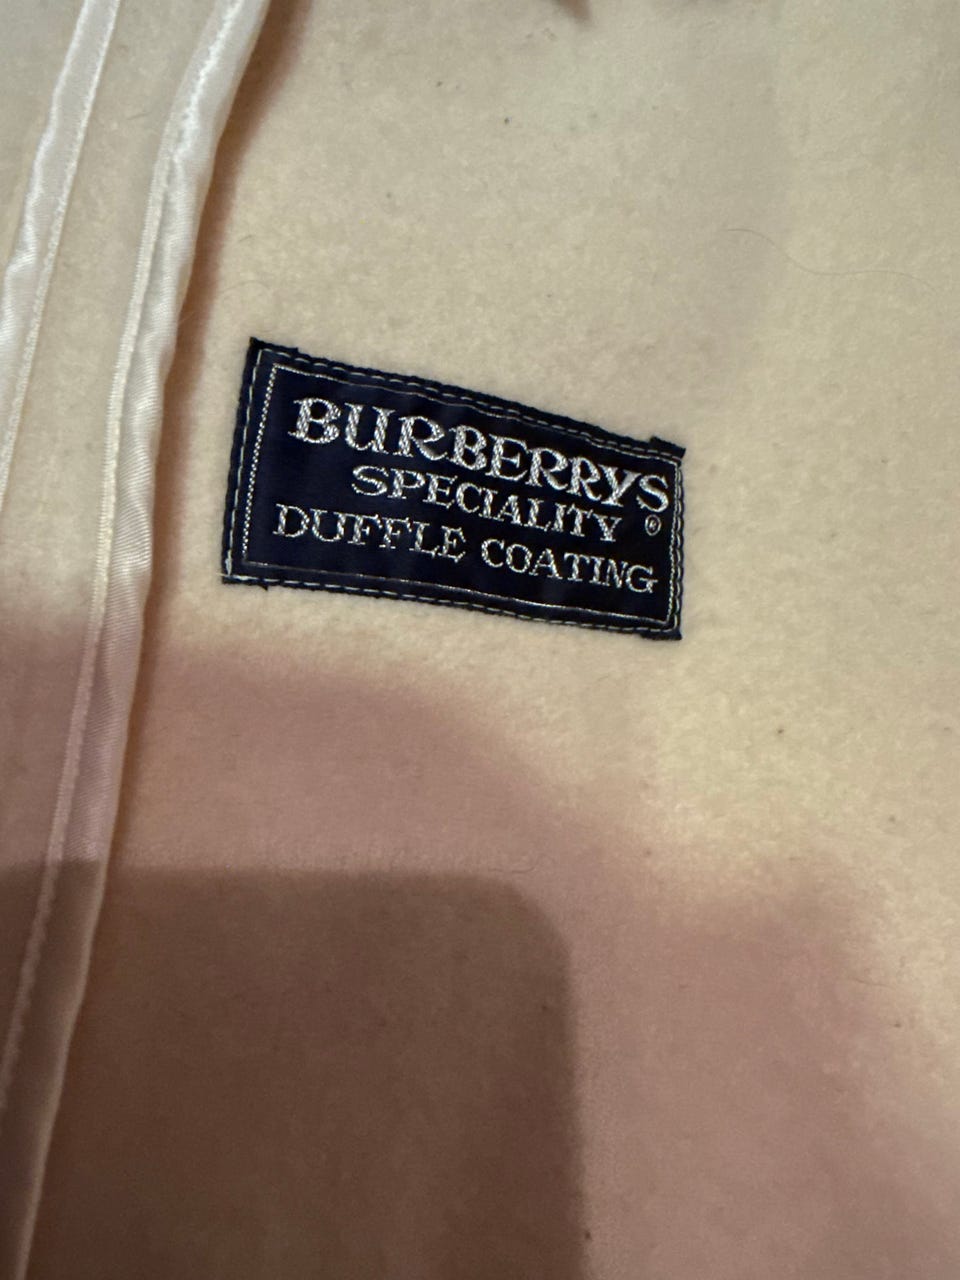 BURBERRYS
SPECIALITY ®
DUFFLE COATING